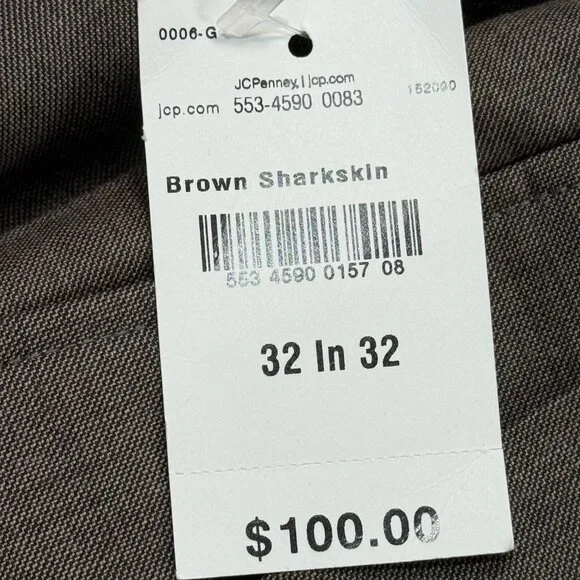 0006-G
JCPenney | jcp.com
jcp.com 553-4590 0083 152000
Brown Sharkskin
553 4590 0157 08
32 In 32
$100.00